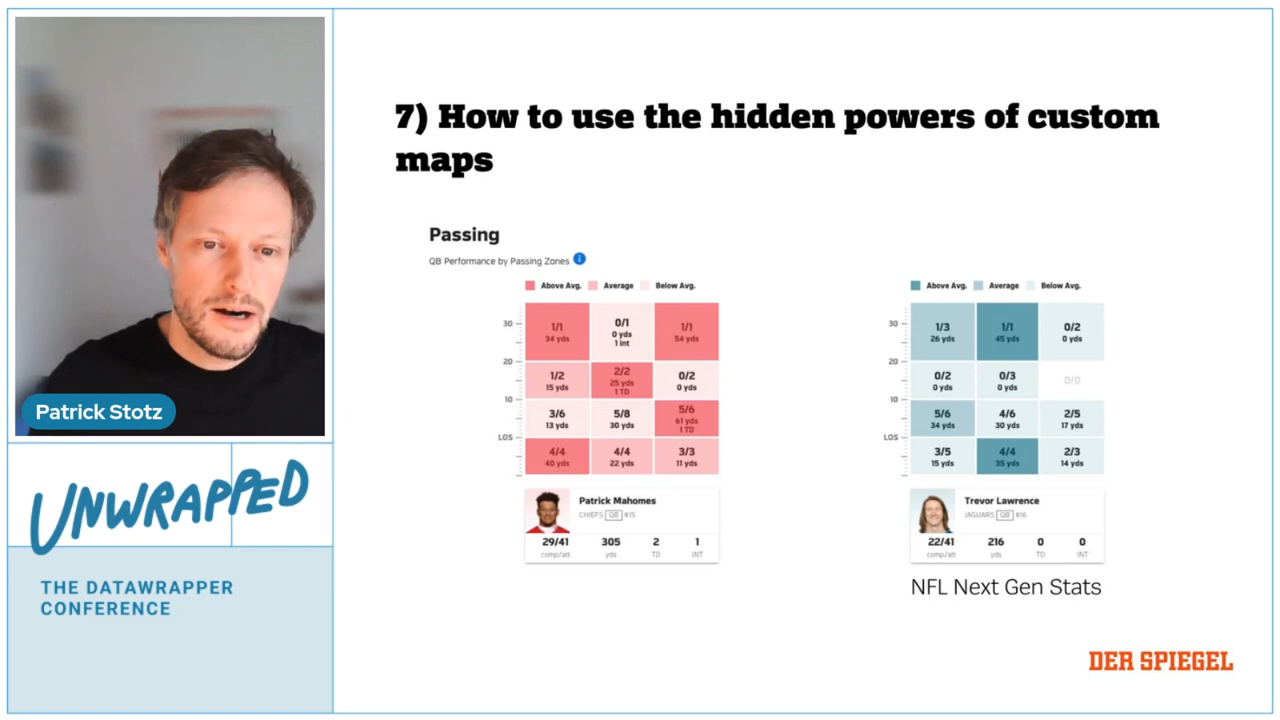 7) How to use the hidden powers of custom
maps
Passing
QB Performance by Passing Zones i
Above Avg. Average Below Avg.
30
20
10
LOS
1/1
34 yds
0/1
0 yds
1 int
1/1
54 yds
1/2
15 yds
2/2
25 yds
1 TD
0/2
0 yds
3/6
13 yds
5/8
30 yds
5/6
61 yds
1 TD
4/4
40 yds
4/4
22 yds
3/3
11 yds
Patrick Mahomes
CHIEFS QB #15
29/41 305 2 1
comp/att yds TD INT
Above Avg. Average Below Avg.
30
20
10
LOS
1/3
26 yds
1/1
45 yds
0/2
0 yds
0/2
0 yds
0/3
0 yds
0/0
5/6
34 yds
4/6
30 yds
2/5
17 yds
3/5
15 yds
4/4
35 yds
2/3
14 yds
Trevor Lawrence
JAGUARS QB #16
22/41 216 0 0
comp/att yds TD INT
NFL Next Gen Stats
DER SPIEGEL
Patrick Stotz
UNWRAPPED
THE DATAWRAPPER
CONFERENCE